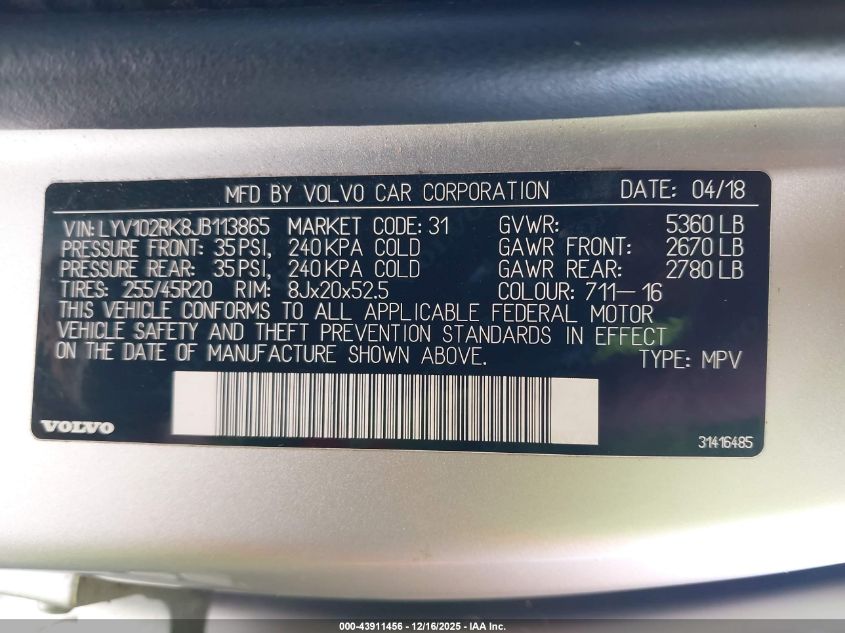 MFD BY VOLVO CAR CORPORATION DATE: 04/18
VIN: LYV102RK8JB113865 MARKET CODE: 31 GVWR: 5360 LB
PRESSURE FRONT: 35 PSI, 240 KPA COLD GAWR FRONT: 2670 LB
PRESSURE REAR: 35 PSI, 240 KPA COLD GAWR REAR: 2780 LB
TIRES: 255/45R20 RIM: 8Jx20x52.5 COLOUR: 711-16
THIS VEHICLE CONFORMS TO ALL APPLICABLE FEDERAL MOTOR
VEHICLE SAFETY AND THEFT PREVENTION STANDARDS IN EFFECT
ON THE DATE OF MANUFACTURE SHOWN ABOVE. TYPE: MPV
VOLVO 31416485
000-43911456 - 12/16/2025 - IAA Inc.